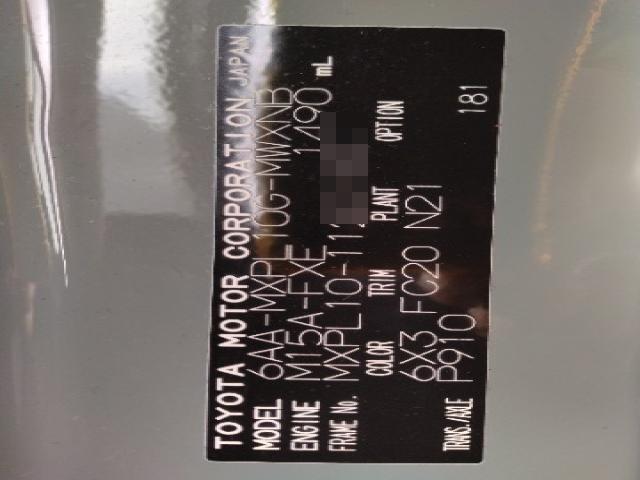 TOYOTA MOTOR CORPORATION JAPAN
MODEL 6AA-MXPL10G-MWXNB
ENGINE M15A-FXE 1490 mL
FRAME No. MXPL10-11
COLOR TRIM PLANT OPTION
6X3 FC20 N21
TRANS./AXLE P910 181